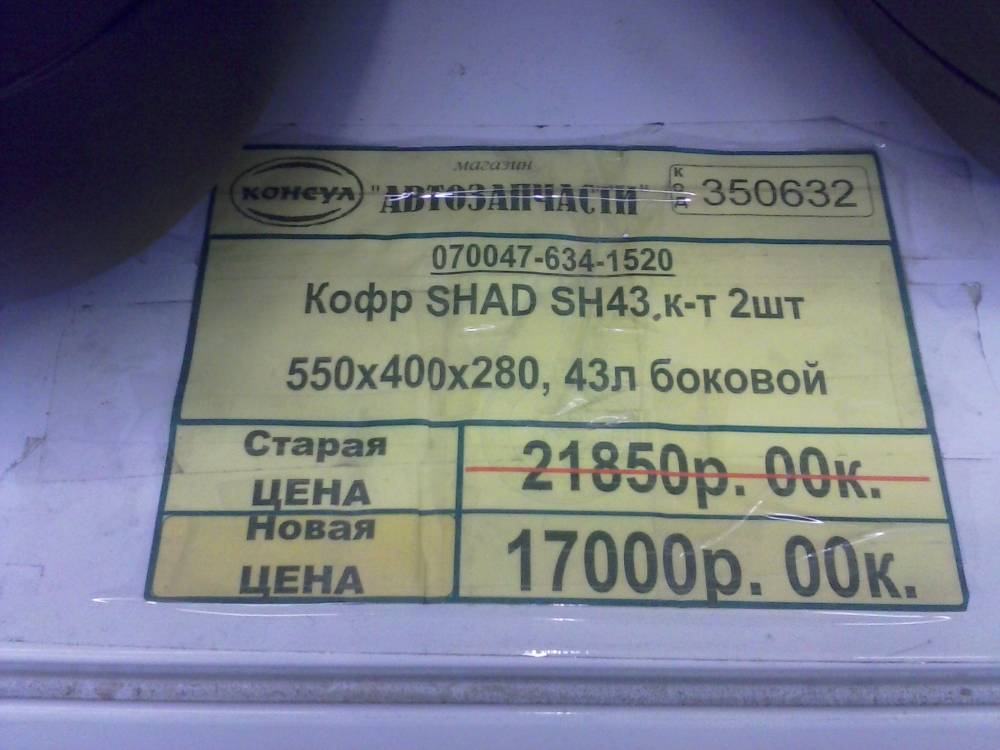 магазин
КОНСУЛ "АВТОЗАПЧАСТИ" код 350632
070047-634-1520
Кофр SHAD SH43,к-т 2шт
550х400х280, 43л боковой
Старая
ЦЕНА
21850р. 00к.
Новая
ЦЕНА
17000р. 00к.